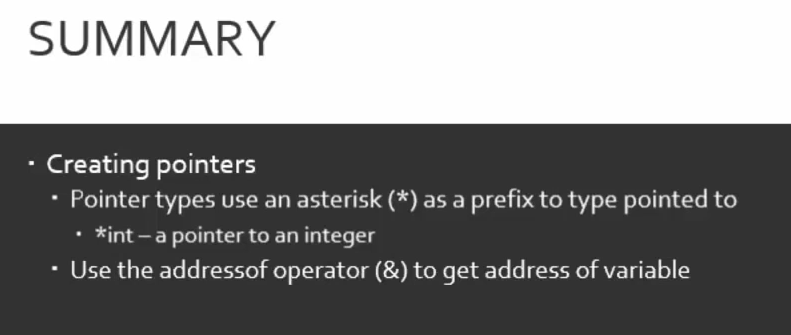 SUMMARY
· Creating pointers
· Pointer types use an asterisk (*) as a prefix to type pointed to
· *int – a pointer to an integer
· Use the addressof operator (&) to get address of variable